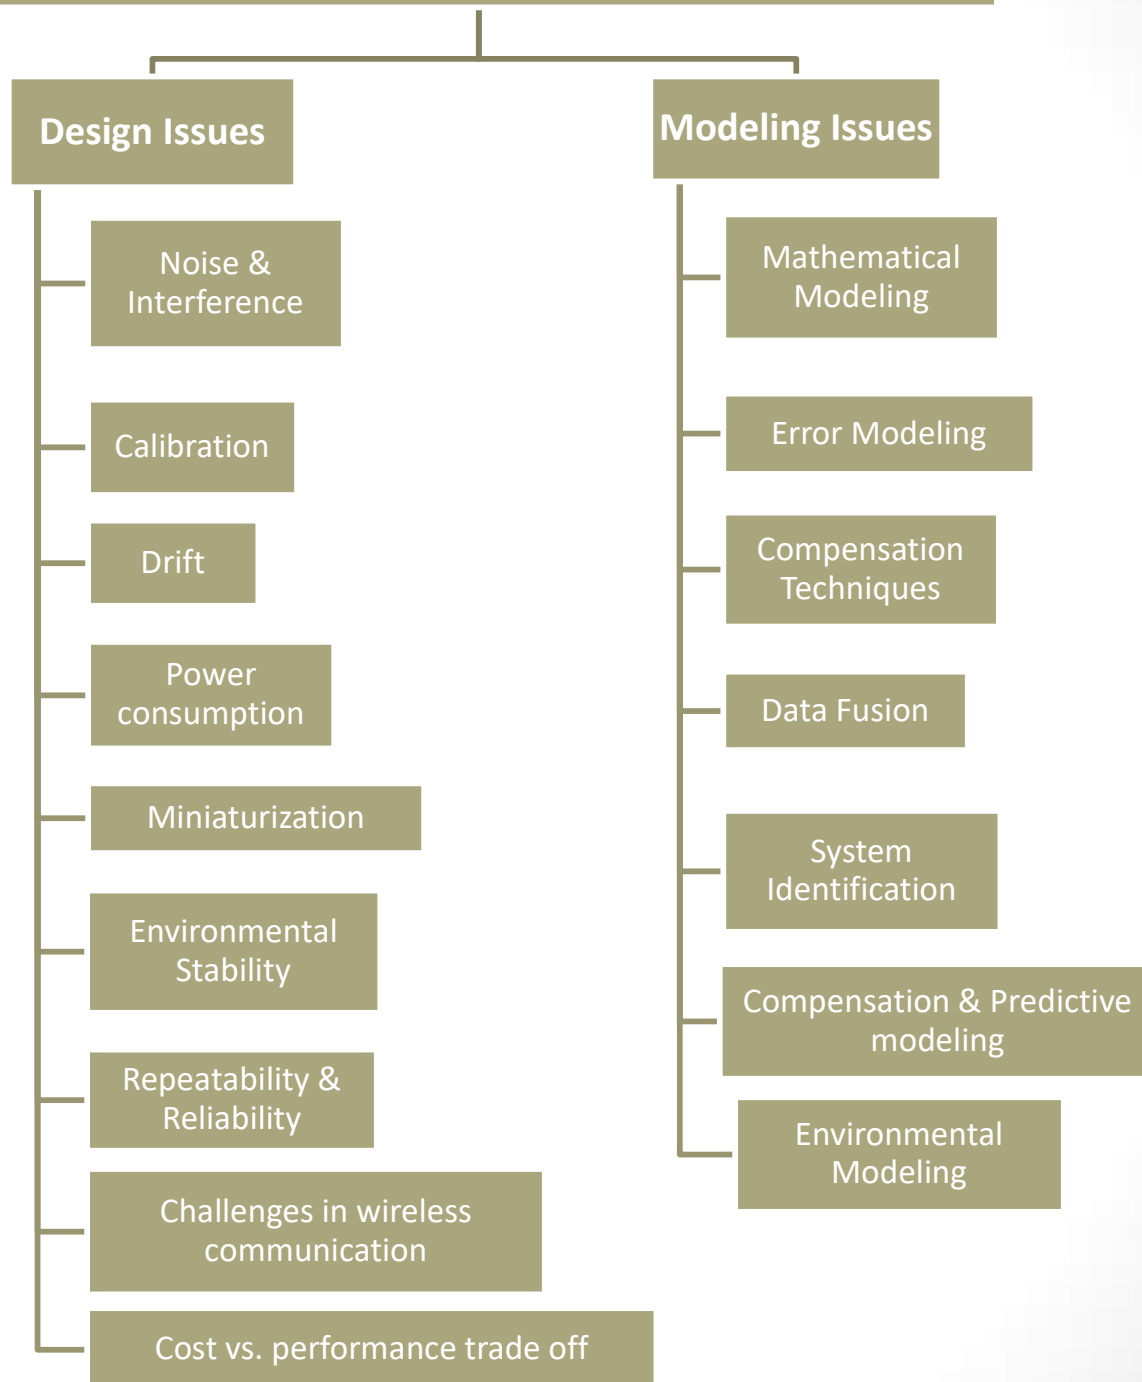 Design Issues
Noise &
Interference
Calibration
Drift
Power
consumption
Miniaturization
Environmental
Stability
Repeatability &
Reliability
Challenges in wireless
communication
Cost vs. performance trade off
Modeling Issues
Mathematical
Modeling
Error Modeling
Compensation
Techniques
Data Fusion
System
Identification
Compensation & Predictive
modeling
Environmental
Modeling